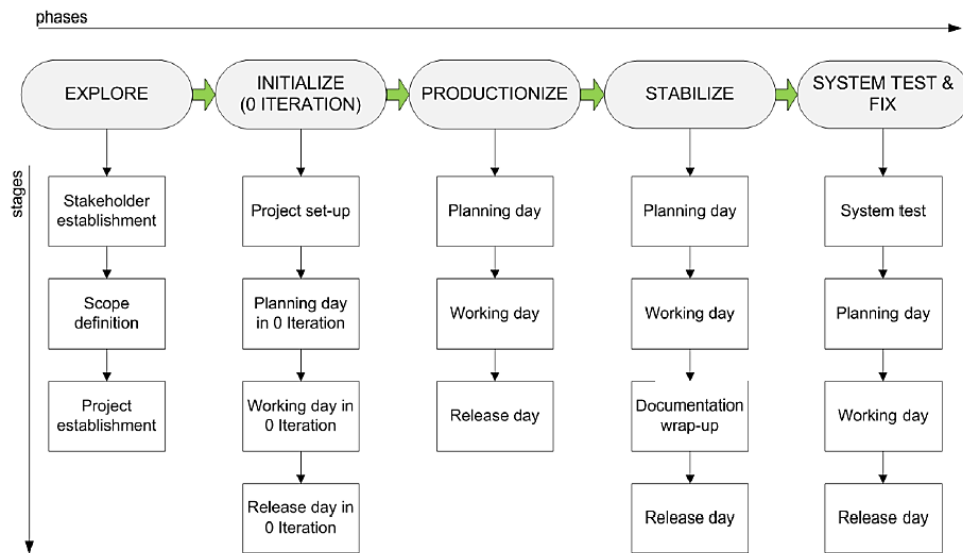 phases
EXPLORE
INITIALIZE
(0 ITERATION)
PRODUCTIONIZE
STABILIZE
SYSTEM TEST &
FIX
stages
Stakeholder
establishment
Scope
definition
Project
establishment
Project set-up
Planning day
in 0 Iteration
Working day in
0 Iteration
Release day in
0 Iteration
Planning day
Working day
Release day
Planning day
Working day
Documentation
wrap-up
Release day
System test
Planning day
Working day
Release day